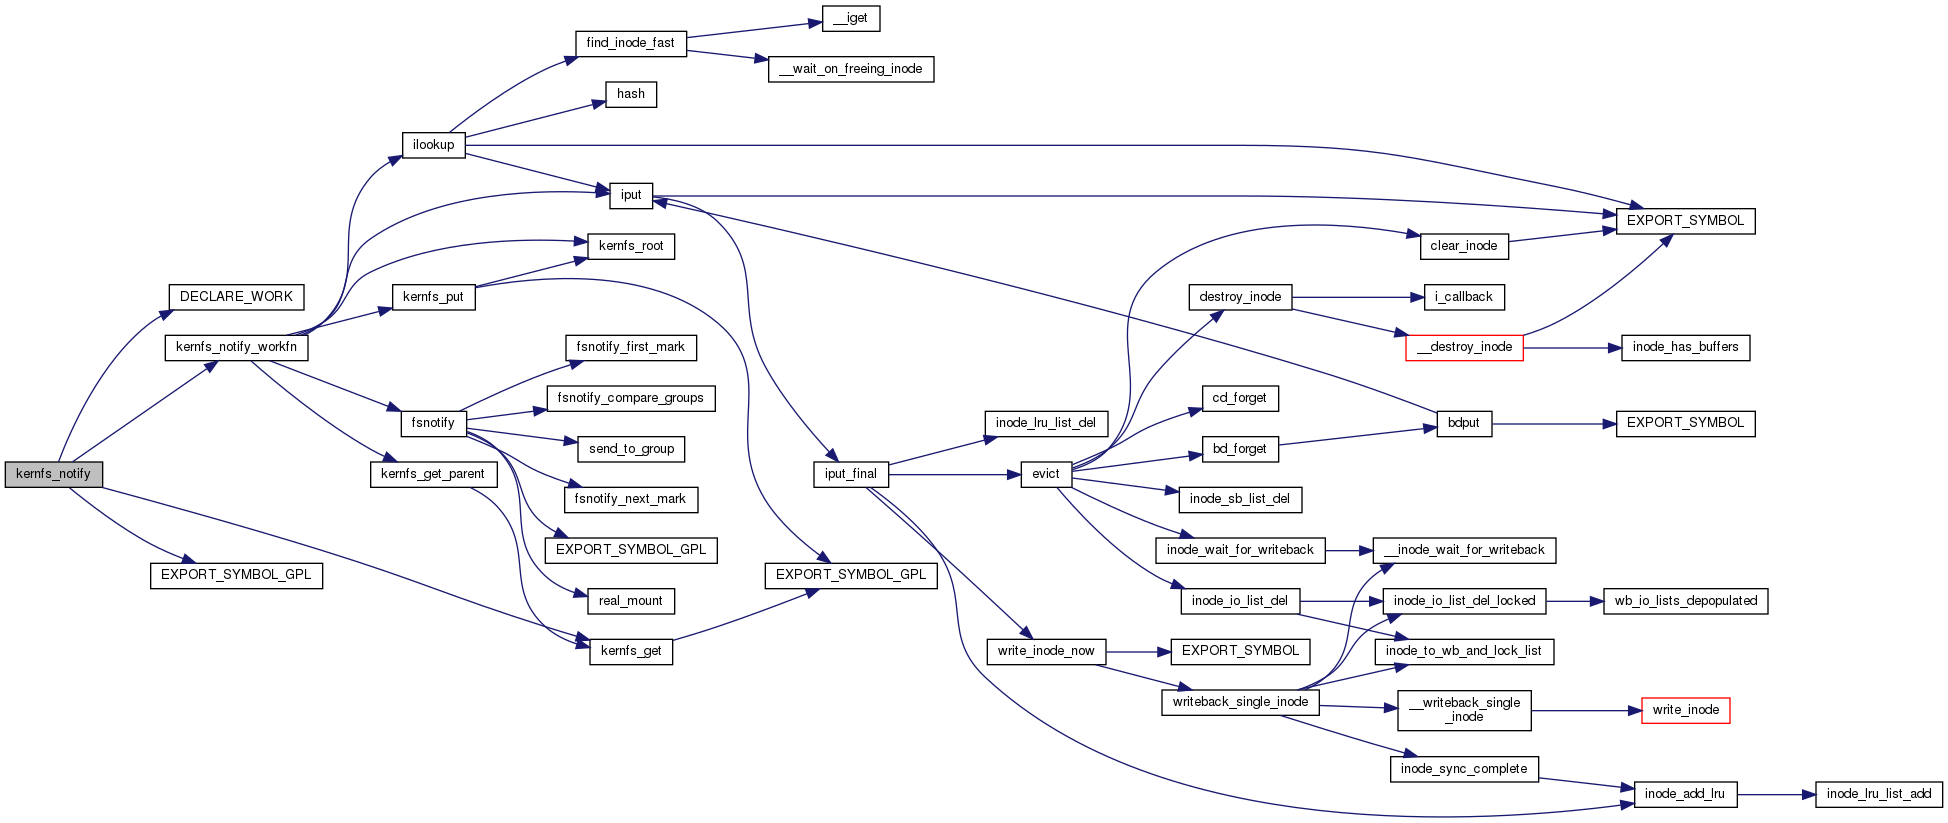 __iget
find_inode_fast
__wait_on_freeing_inode
hash
ilookup
iput
EXPORT_SYMBOL
kernfs_root
clear_inode
DECLARE_WORK
kernfs_put
destroy_inode
i_callback
kernfs_notify_workfn
fsnotify_first_mark
__destroy_inode
inode_has_buffers
fsnotify_compare_groups
cd_forget
fsnotify
inode_lru_list_del
bdput
EXPORT_SYMBOL
send_to_group
bd_forget
kernfs_notify
kernfs_get_parent
iput_final
evict
fsnotify_next_mark
inode_sb_list_del
EXPORT_SYMBOL_GPL
inode_wait_for_writeback
__inode_wait_for_writeback
EXPORT_SYMBOL_GPL
EXPORT_SYMBOL_GPL
real_mount
inode_io_list_del
inode_io_list_del_locked
wb_io_lists_depopulated
kernfs_get
write_inode_now
EXPORT_SYMBOL
inode_to_wb_and_lock_list
writeback_single_inode
__writeback_single
_inode
write_inode
inode_sync_complete
inode_add_lru
inode_lru_list_add